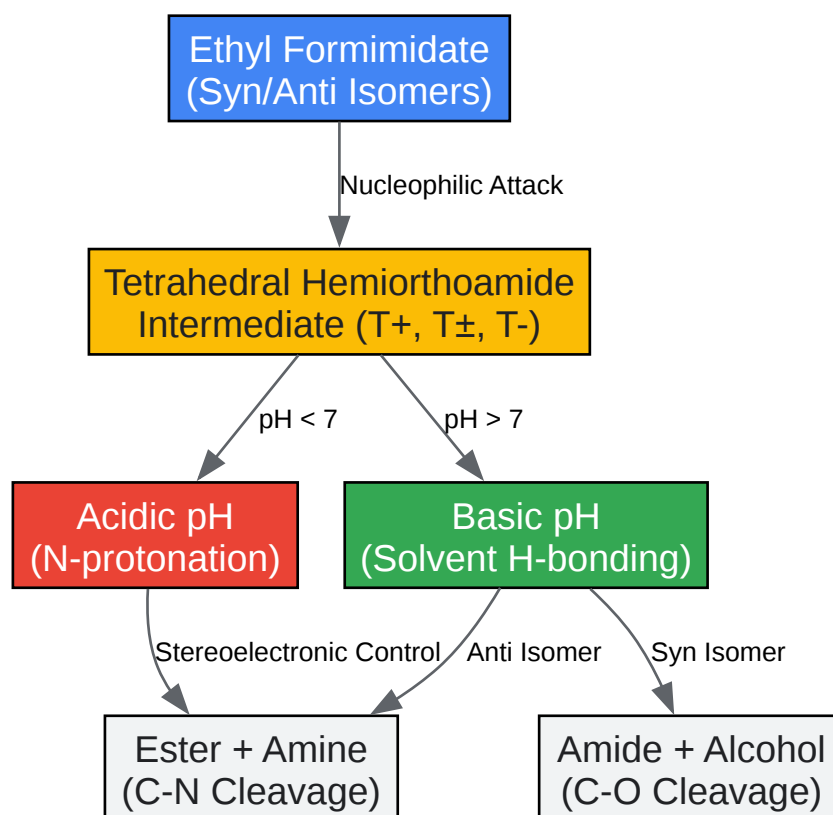 Ethyl Formimidate
(Syn/Anti Isomers)
Nucleophilic Attack
Tetrahedral Hemiorthoamide
Intermediate (T+, T±, T-)
pH < 7
pH > 7
Acidic pH
(N-protonation)
Basic pH
(Solvent H-bonding)
Stereoelectronic Control
Anti Isomer
Syn Isomer
Ester + Amine
(C-N Cleavage)
Amide + Alcohol
(C-O Cleavage)